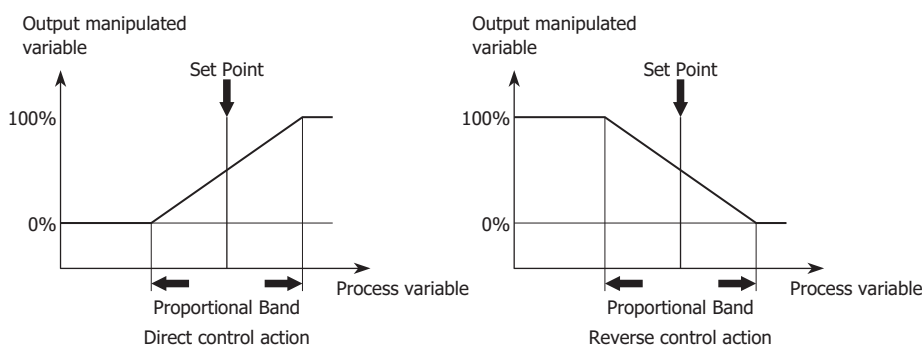 Output manipulated
variable
Set Point
100%
0%
Process variable
Proportional Band
Direct control action
Output manipulated
variable
Set Point
100%
0%
Process variable
Proportional Band
Reverse control action